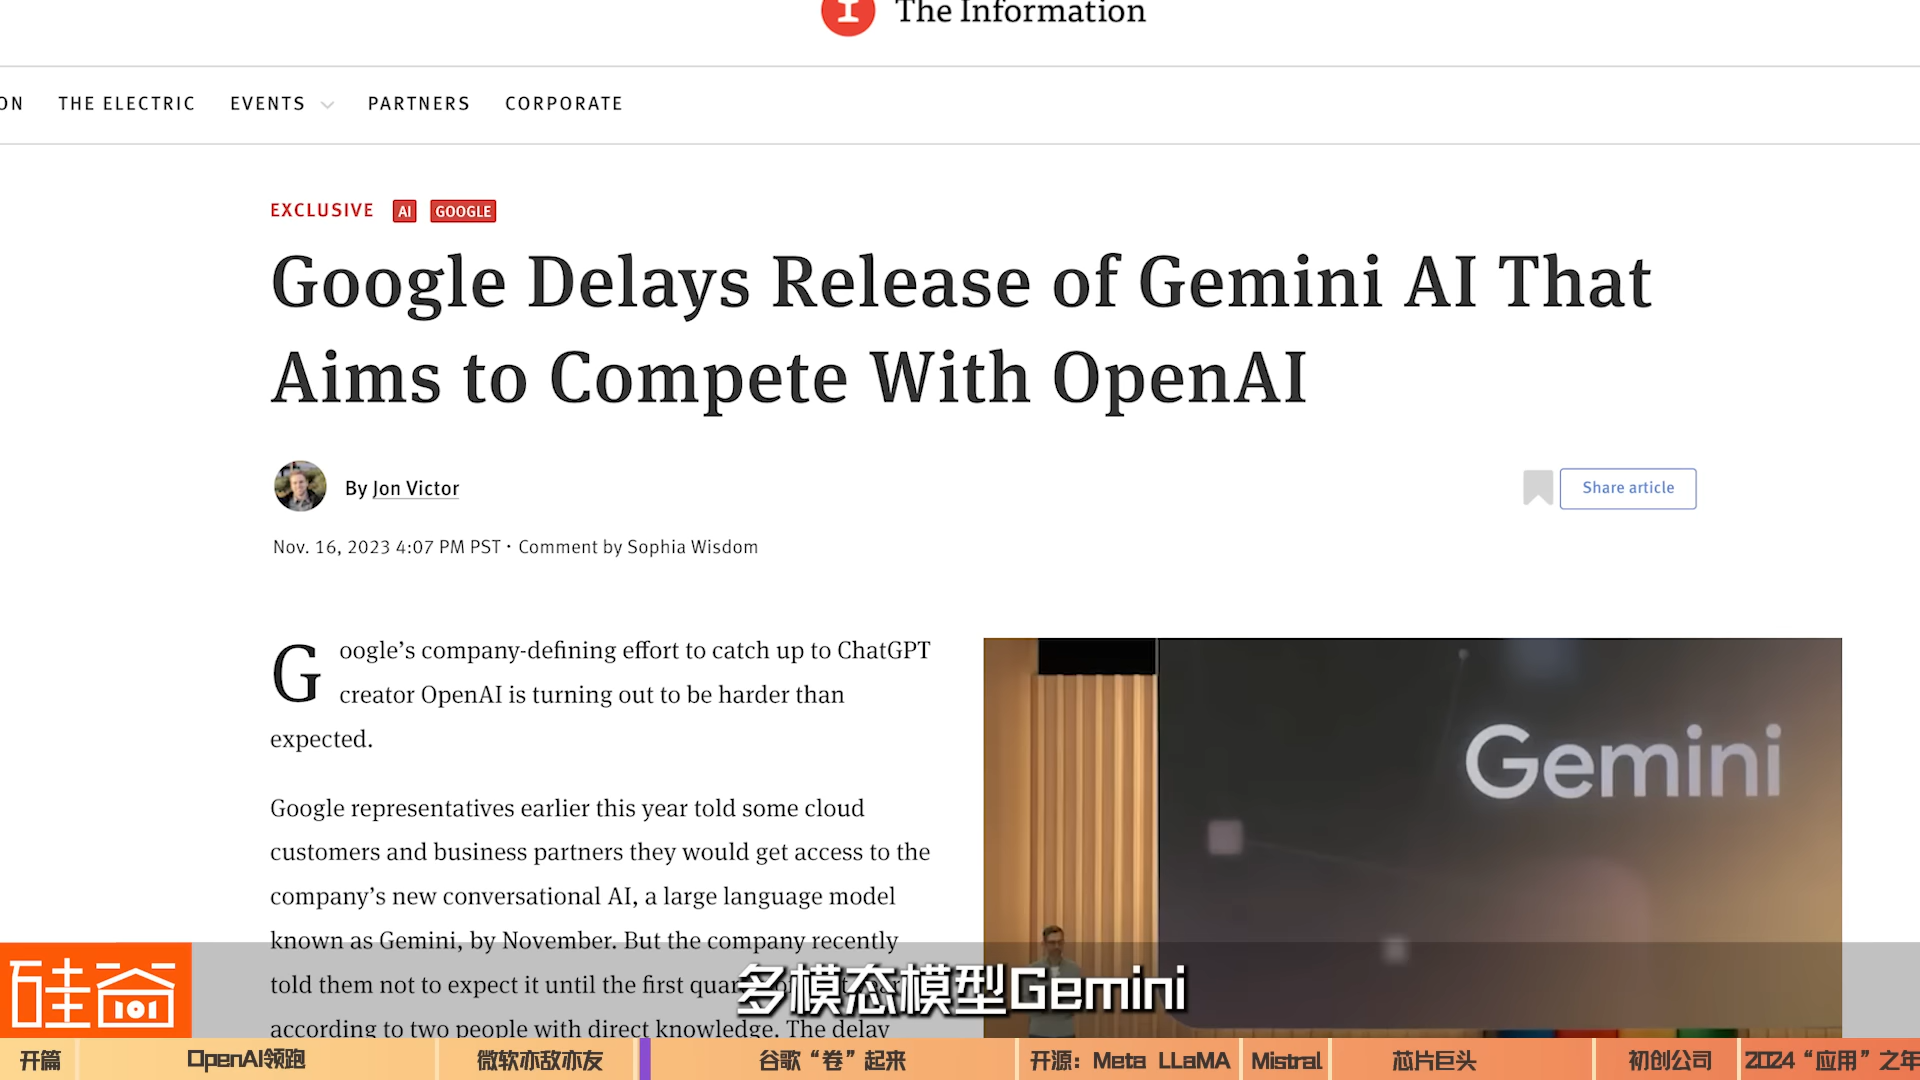 The Information
ON THE ELECTRIC EVENTS PARTNERS CORPORATE
EXCLUSIVE AI GOOGLE
Google Delays Release of Gemini AI That
Aims to Compete With OpenAI
By Jon Victor
Share article
Nov. 16, 2023 4:07 PM PST · Comment by Sophia Wisdom
Google’s company-defining effort to catch up to ChatGPT
creator OpenAI is turning out to be harder than
expected.
Gemini
Google representatives earlier this year told some cloud
customers and business partners they would get access to the
company’s new conversational AI, a large language model
known as Gemini, by November. But the company recently
told them not to expect it until the first
according to two people with direct knowledge. The delay
多模态模型Gemini
硅谷101
开篇 OpenAI领跑 微软亦敌亦友 谷歌“卷”起来 开源：Meta LLaMA Mistral 芯片巨头 初创公司 2024“应用”之年